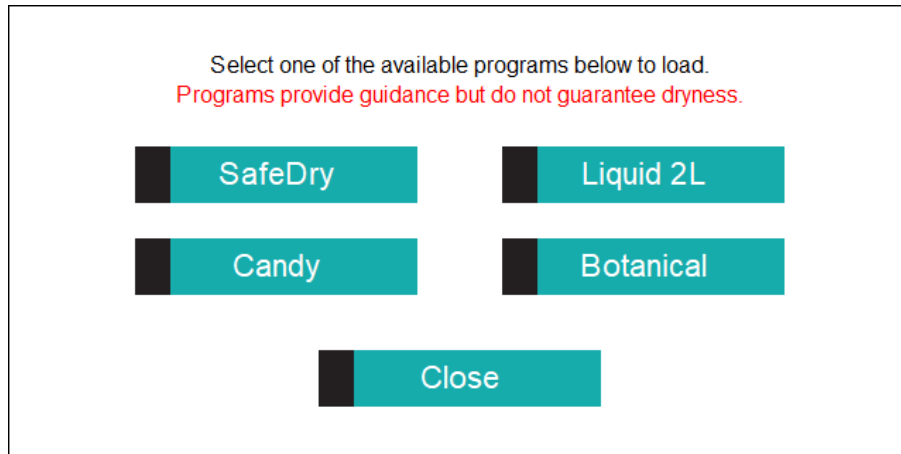 Select one of the available programs below to load.
Programs provide guidance but do not guarantee dryness.
SafeDry
Liquid 2L
Candy
Botanical
Close